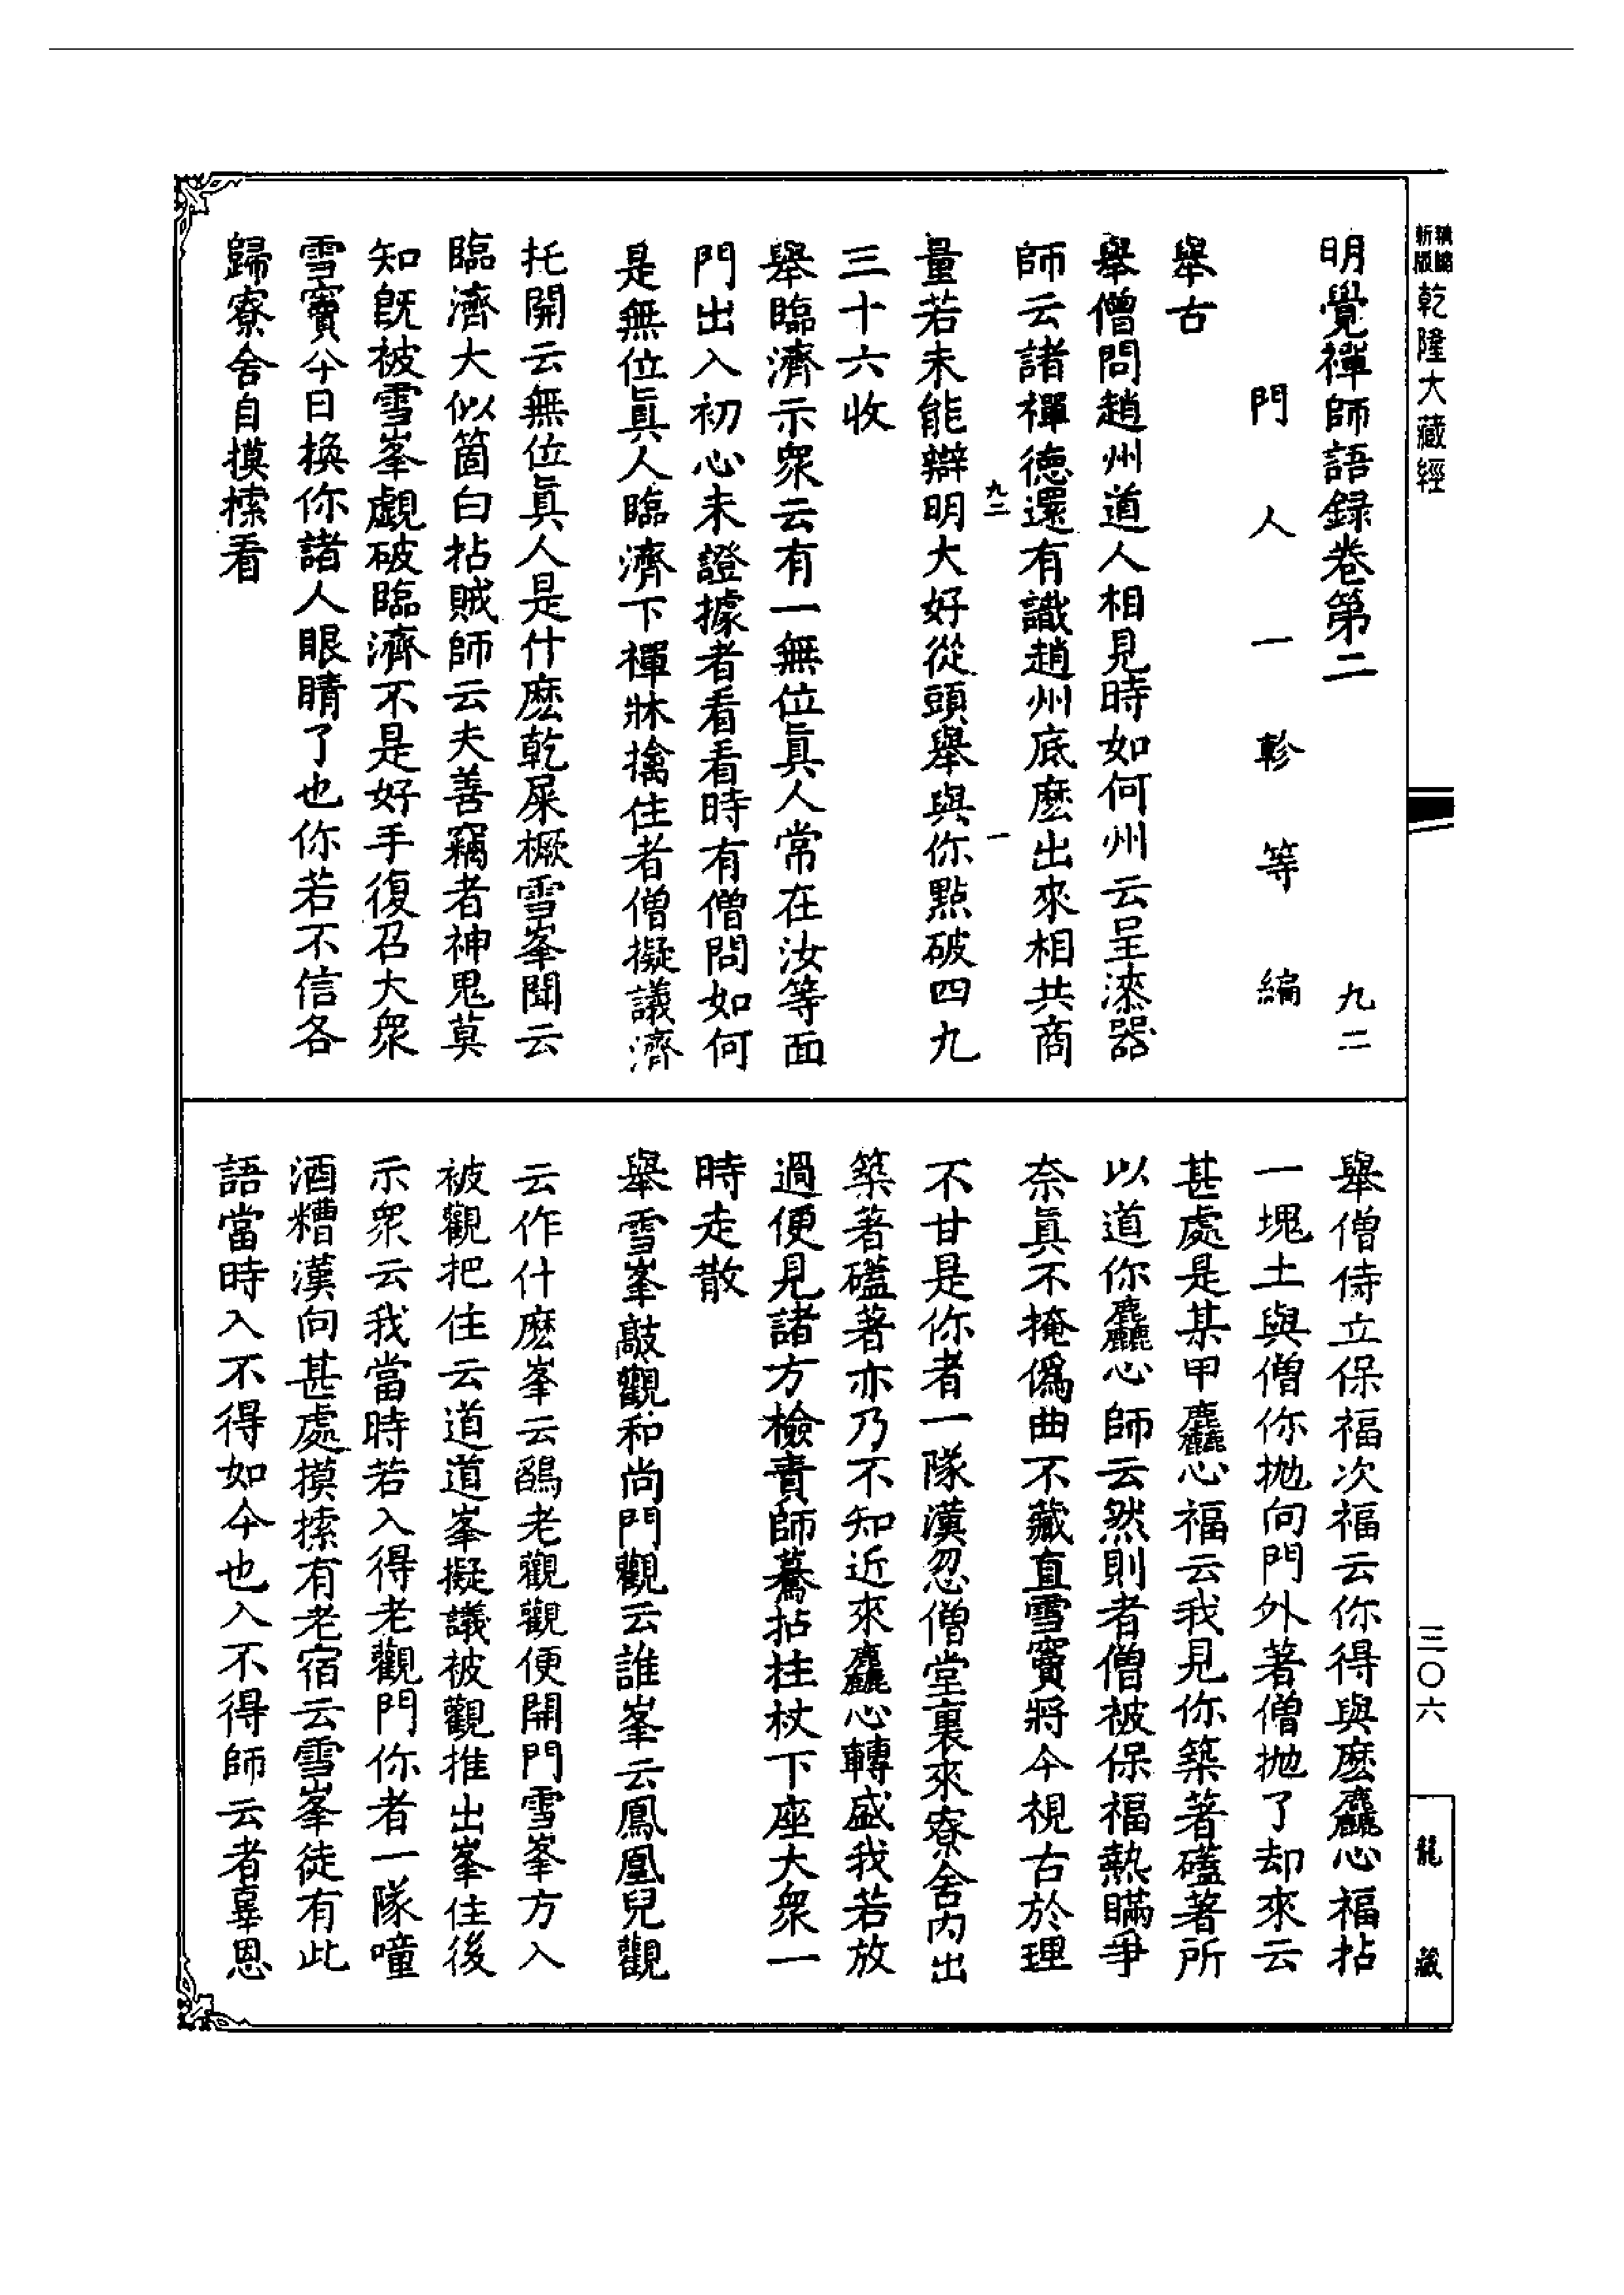 新版
乾隆大藏經
明覺禪師語録卷第二
九二
門人一軫等編
舉古
舉僧問趙州道人相見時如何州云呈漆器
師云諸禪德還有識趙州底麽出來相共商
九二
一
量若未能辯明大好從頭舉與你點破四九
三十六收
舉臨濟示衆云有一無位眞人常在汝等面
門出入初心未證據者看看時有僧問如何
是無位眞人臨濟下禪牀擒住者僧擬議濟
托開云無位眞人是什麽乾屎橛雪峯聞云
臨濟大似箇白拈賊師云夫善竊者神鬼莫
知旣被雪峯覷破臨濟不是好手復召大衆
雪竇今日換你諸人眼睛了也你若不信各
歸寮舍自摸㨗看
舉僧侍立保福次福云你得與麽麤心福拈
一塊土與僧你抛向門外著僧抛了却來云
甚處是某甲麤心福云我見你築著磕著所
以道你麤心師云然則者僧被保福熱瞞爭
奈眞不掩僞曲不藏直雪竇將今視古於理
不甘是你者一隊漢忽僧堂裏來寮舍內出
築著磕著亦乃不知近來麤心轉盛我若放
過便見諸方檢責師驀拈拄杖下座大衆一
時走散
舉雪峯敲觀和尚門觀云誰峯云鳳凰兒觀
云作什麽峯云鷂老觀觀便開門雪峯方入
被觀把住云道道峯擬議被觀推出峯住後
示衆云我當時若入得老觀門你者一隊噇
酒糟漢向甚處摸㨗有老宿云雪峯徒有此
語當時入不得如今也入不得師云者辜恩
三〇六
龍藏